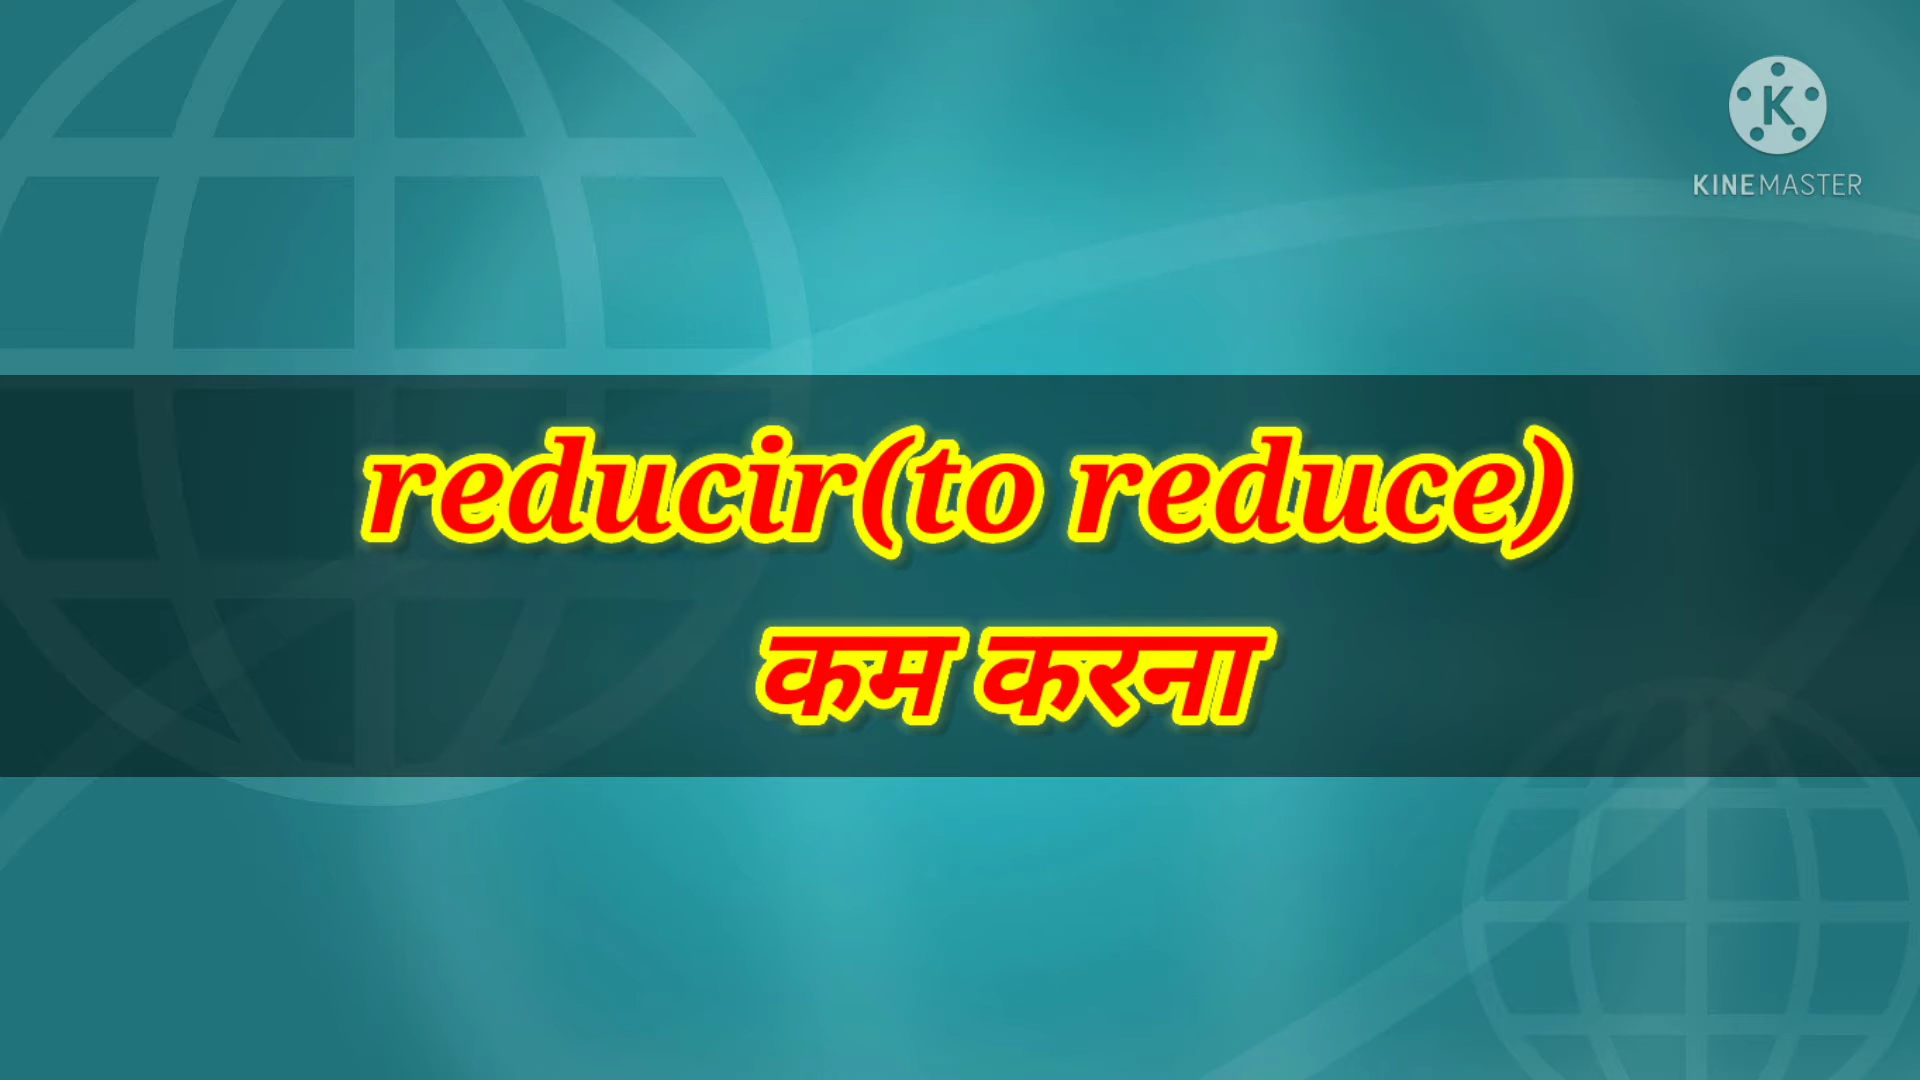 K
KINEMASTER
reducir(to reduce)
कम करना